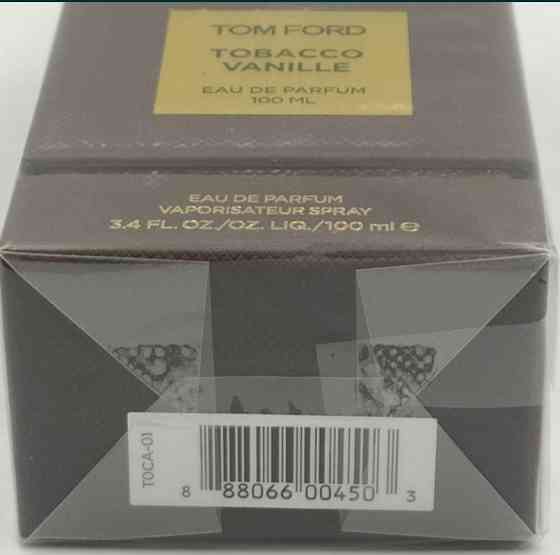 TOM FORD
TOBACCO
VANILLE
EAU DE PARFUM
100 ML
EAU DE PARFUM
VAPORISATEUR SPRAY
3.4 FL. OZ./OZ. LIQ./100 ml ℮
T0CA-01
8 88066 00450 3